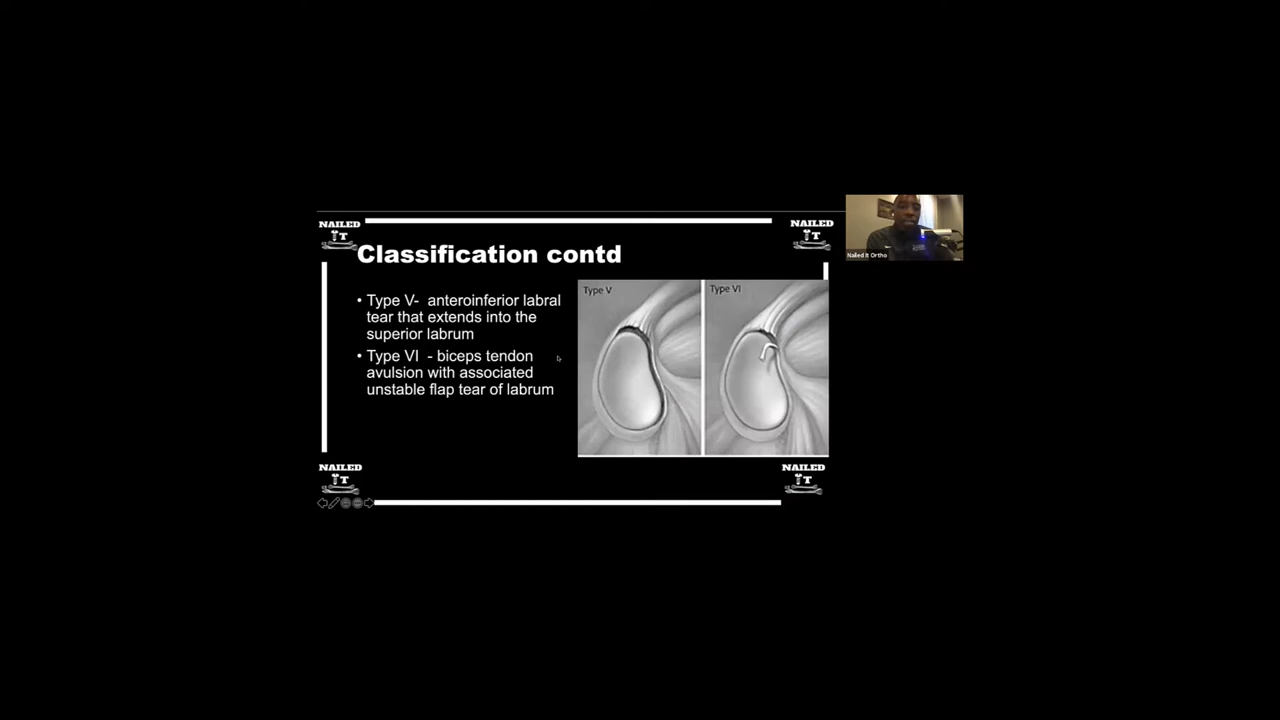 NAILED
IT
NAILED
IT
Classification contd
• Type V- anteroinferior labral
tear that extends into the
superior labrum
• Type VI - biceps tendon
avulsion with associated
unstable flap tear of labrum
Type V
Type VI
Nailed It Ortho
NAILED
IT
NAILED
IT